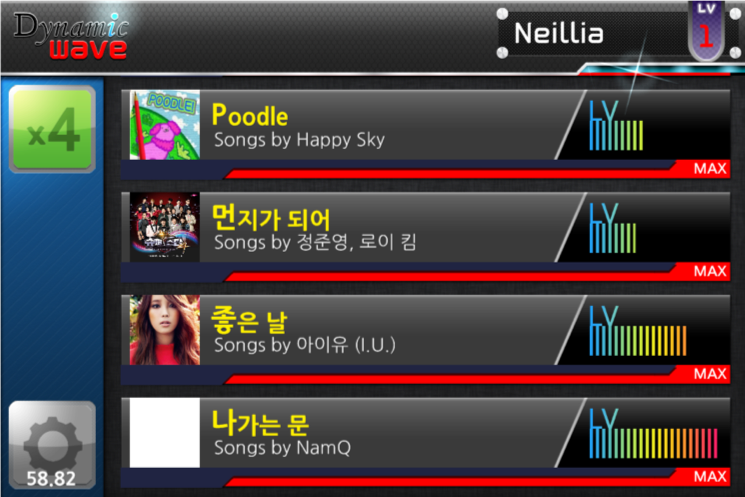 Dynamic
wave
Neillia
LV
1
x4
POODLE!
Poodle
Songs by Happy Sky
LV
MAX
먼지가 되어
Songs by 정준영, 로이 킴
LV
MAX
좋은 날
Songs by 아이유 (I.U.)
LV
MAX
나가는 문
Songs by NamQ
LV
MAX
58.82